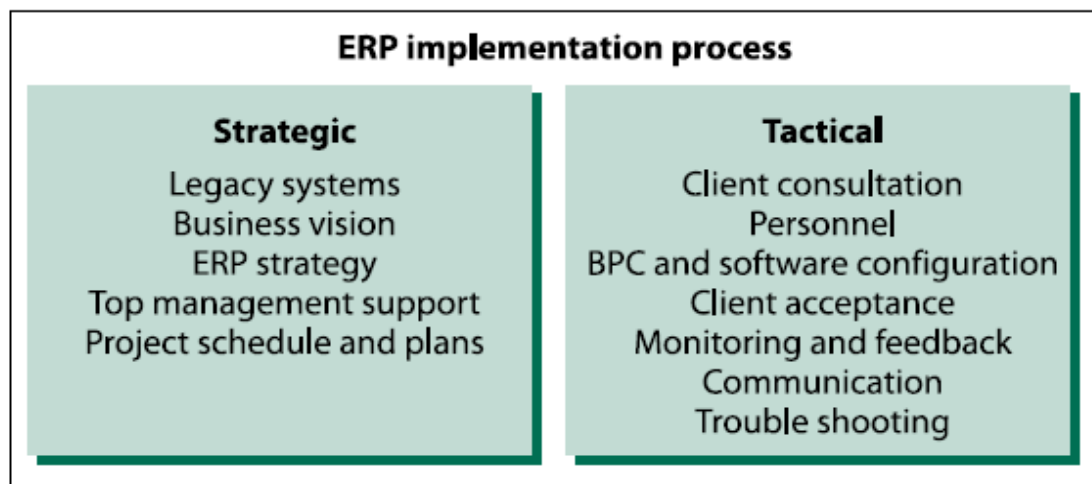 ERP implementation process
Strategic
Legacy systems
Business vision
ERP strategy
Top management support
Project schedule and plans
Tactical
Client consultation
Personnel
BPC and software configuration
Client acceptance
Monitoring and feedback
Communication
Trouble shooting